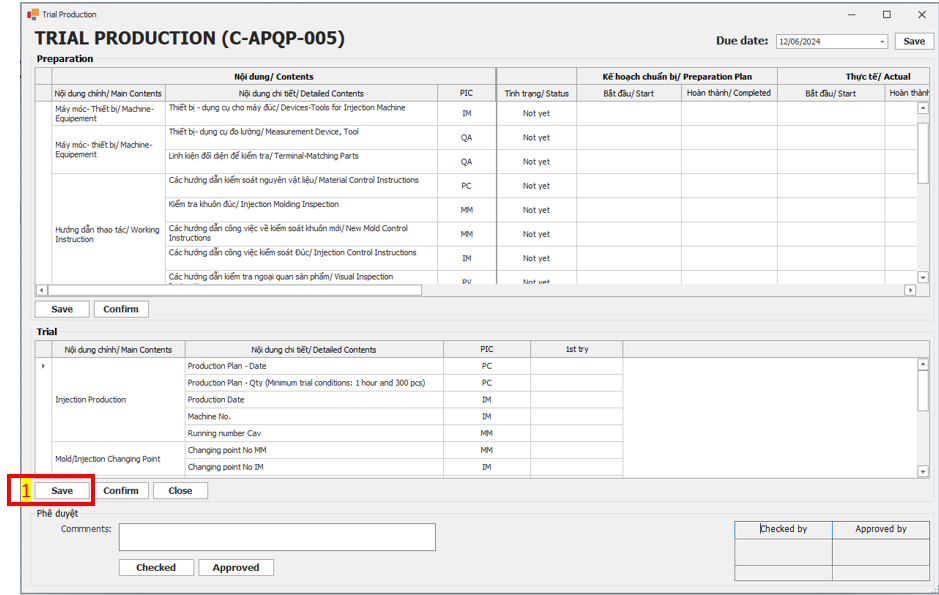 Trial Production
TRIAL PRODUCTION (C-APQP-005)
Due date: 12/06/2024 Save
Preparation
Nội dung/ Contents Kế hoạch chuẩn bị/ Preparation Plan Thực tế/ Actual
Nội dung chính/ Main Contents Nội dung chi tiết/ Detailed Contents PIC Tình trạng/ Status Bắt đầu/ Start Hoàn thành/ Completed Bắt đầu/ Start Hoàn thành
Máy móc- Thiết bị/ Machine-
Equipement
Thiết bị - dụng cụ cho máy đúc/ Devices-Tools for Injection Machine IM Not yet
Máy móc- thiết bị/ Machine-
Equipement
Thiết bị- dụng cụ đo lường/ Measurement Device, Tool QA Not yet
Linh kiện đối diện để kiểm tra/ Terminal-Matching Parts QA Not yet
Hướng dẫn thao tác/ Working
Instruction
Các hướng dẫn kiểm soát nguyên vật liệu/ Material Control Instructions PC Not yet
Kiểm tra khuôn đúc/ Injection Molding Inspection MM Not yet
Các hướng dẫn công việc về kiểm soát khuôn mới/ New Mold Control
Instructions MM Not yet
Các hướng dẫn công việc kiểm soát Đúc/ Injection Control Instructions IM Not yet
Các hướng dẫn kiểm tra ngoại quan sản phẩm/ Visual Inspection
Not yet
Save Confirm
Trial
Nội dung chính/ Main Contents Nội dung chi tiết/ Detailed Contents PIC 1st try
Injection Production
Production Plan - Date PC
Production Plan - Qty (Minimum trial conditions: 1 hour and 300 pcs) PC
Production Date IM
Machine No. IM
Running number Cav MM
Mold/Injection Changing Point
Changing point No MM MM
Changing point No IM IM
1 Save Confirm Close
Phê duyệt
Commnents:
Checked by Approved by
Checked Approved